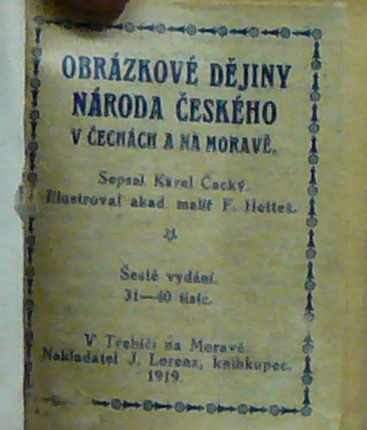 OBRÁZKOVÉ DĚJINY
NÁRODA ČESKÉHO
V ČECHÁCH A NA MORAVĚ.
Sepsal Karel Cacký.
Illustroval akad. malíř F. Hetteš.
Šesté vydání.
31—40 tisíc.
V Třebíči na Moravě.
Nakladatel J. Lorenz, knihkupec.
1919.